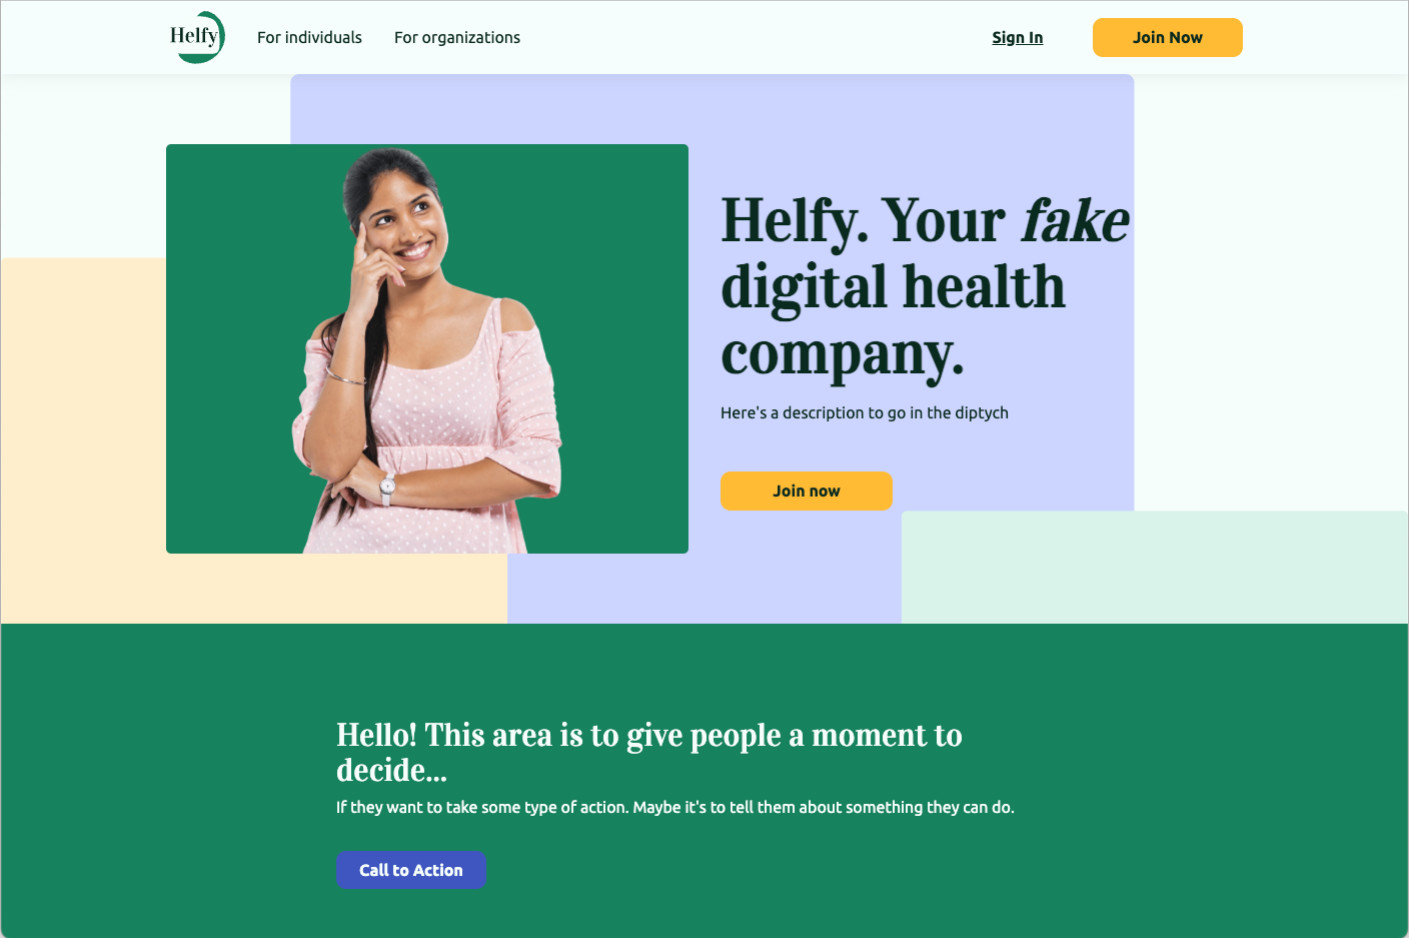 Helfy
For individuals
For organizations
Sign In
Join Now
Helfy. Your fake
digital health
company.
Here's a description to go in the diptych
Join now
Hello! This area is to give people a moment to
decide...
If they want to take some type of action. Maybe it's to tell them about something they can do.
Call to Action